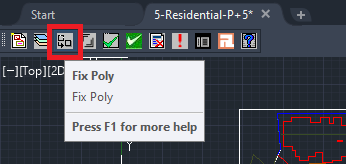 Start
5-Residential-P+5*
[−][Top][2D
Fix Poly
Fix Poly
Press F1 for more help
Y